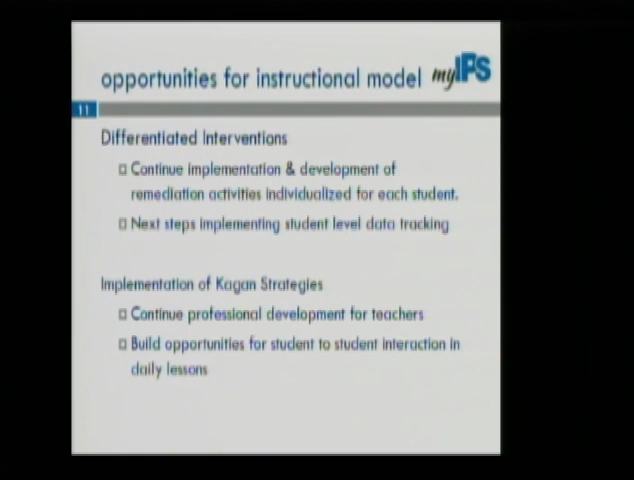 opportunities for instructional model myIPS
11
Differentiated Interventions
Continue implementation & development of
remediation activities individualized for each student.
Next steps implementing student level data tracking
Implementation of Kagan Strategies
Continue professional development for teachers
Build opportunities for student to student interaction in
daily lessons